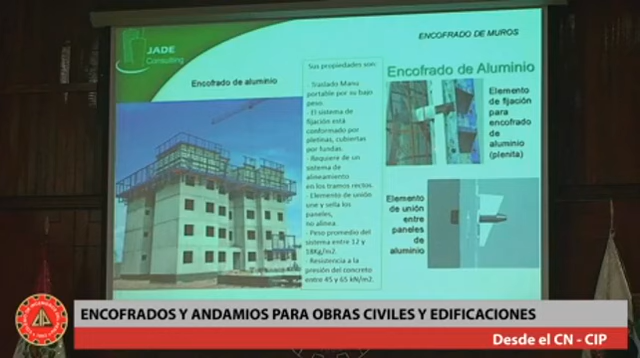 JADE
Consulting
ENCOFRADO DE MUROS
Encofrado de aluminio
Sus propiedades son:
- Traslado Manu
portable por su bajo
peso.
- El sistema de
fijación está
conformado por
pletinas, cubiertas
por fundas.
- Requiere de un
sistema de
alineamiento
en los tramos rectos.
- Elemento de unión
une y sella los
paneles,
no alinea.
- Peso promedio del
sistema entre 12 y
18Kg/m2.
- Resistencia a la
presión del concreto
entre 45 y 65 kN/m2.
Encofrado de Aluminio
Elemento
de fijación
para
encofrado
de
aluminio
(plenita)
Elemento
de unión
entre
paneles
de
aluminio
ENCOFRADOS Y ANDAMIOS PARA OBRAS CIVILES Y EDIFICACIONES
Desde el CN - CIP